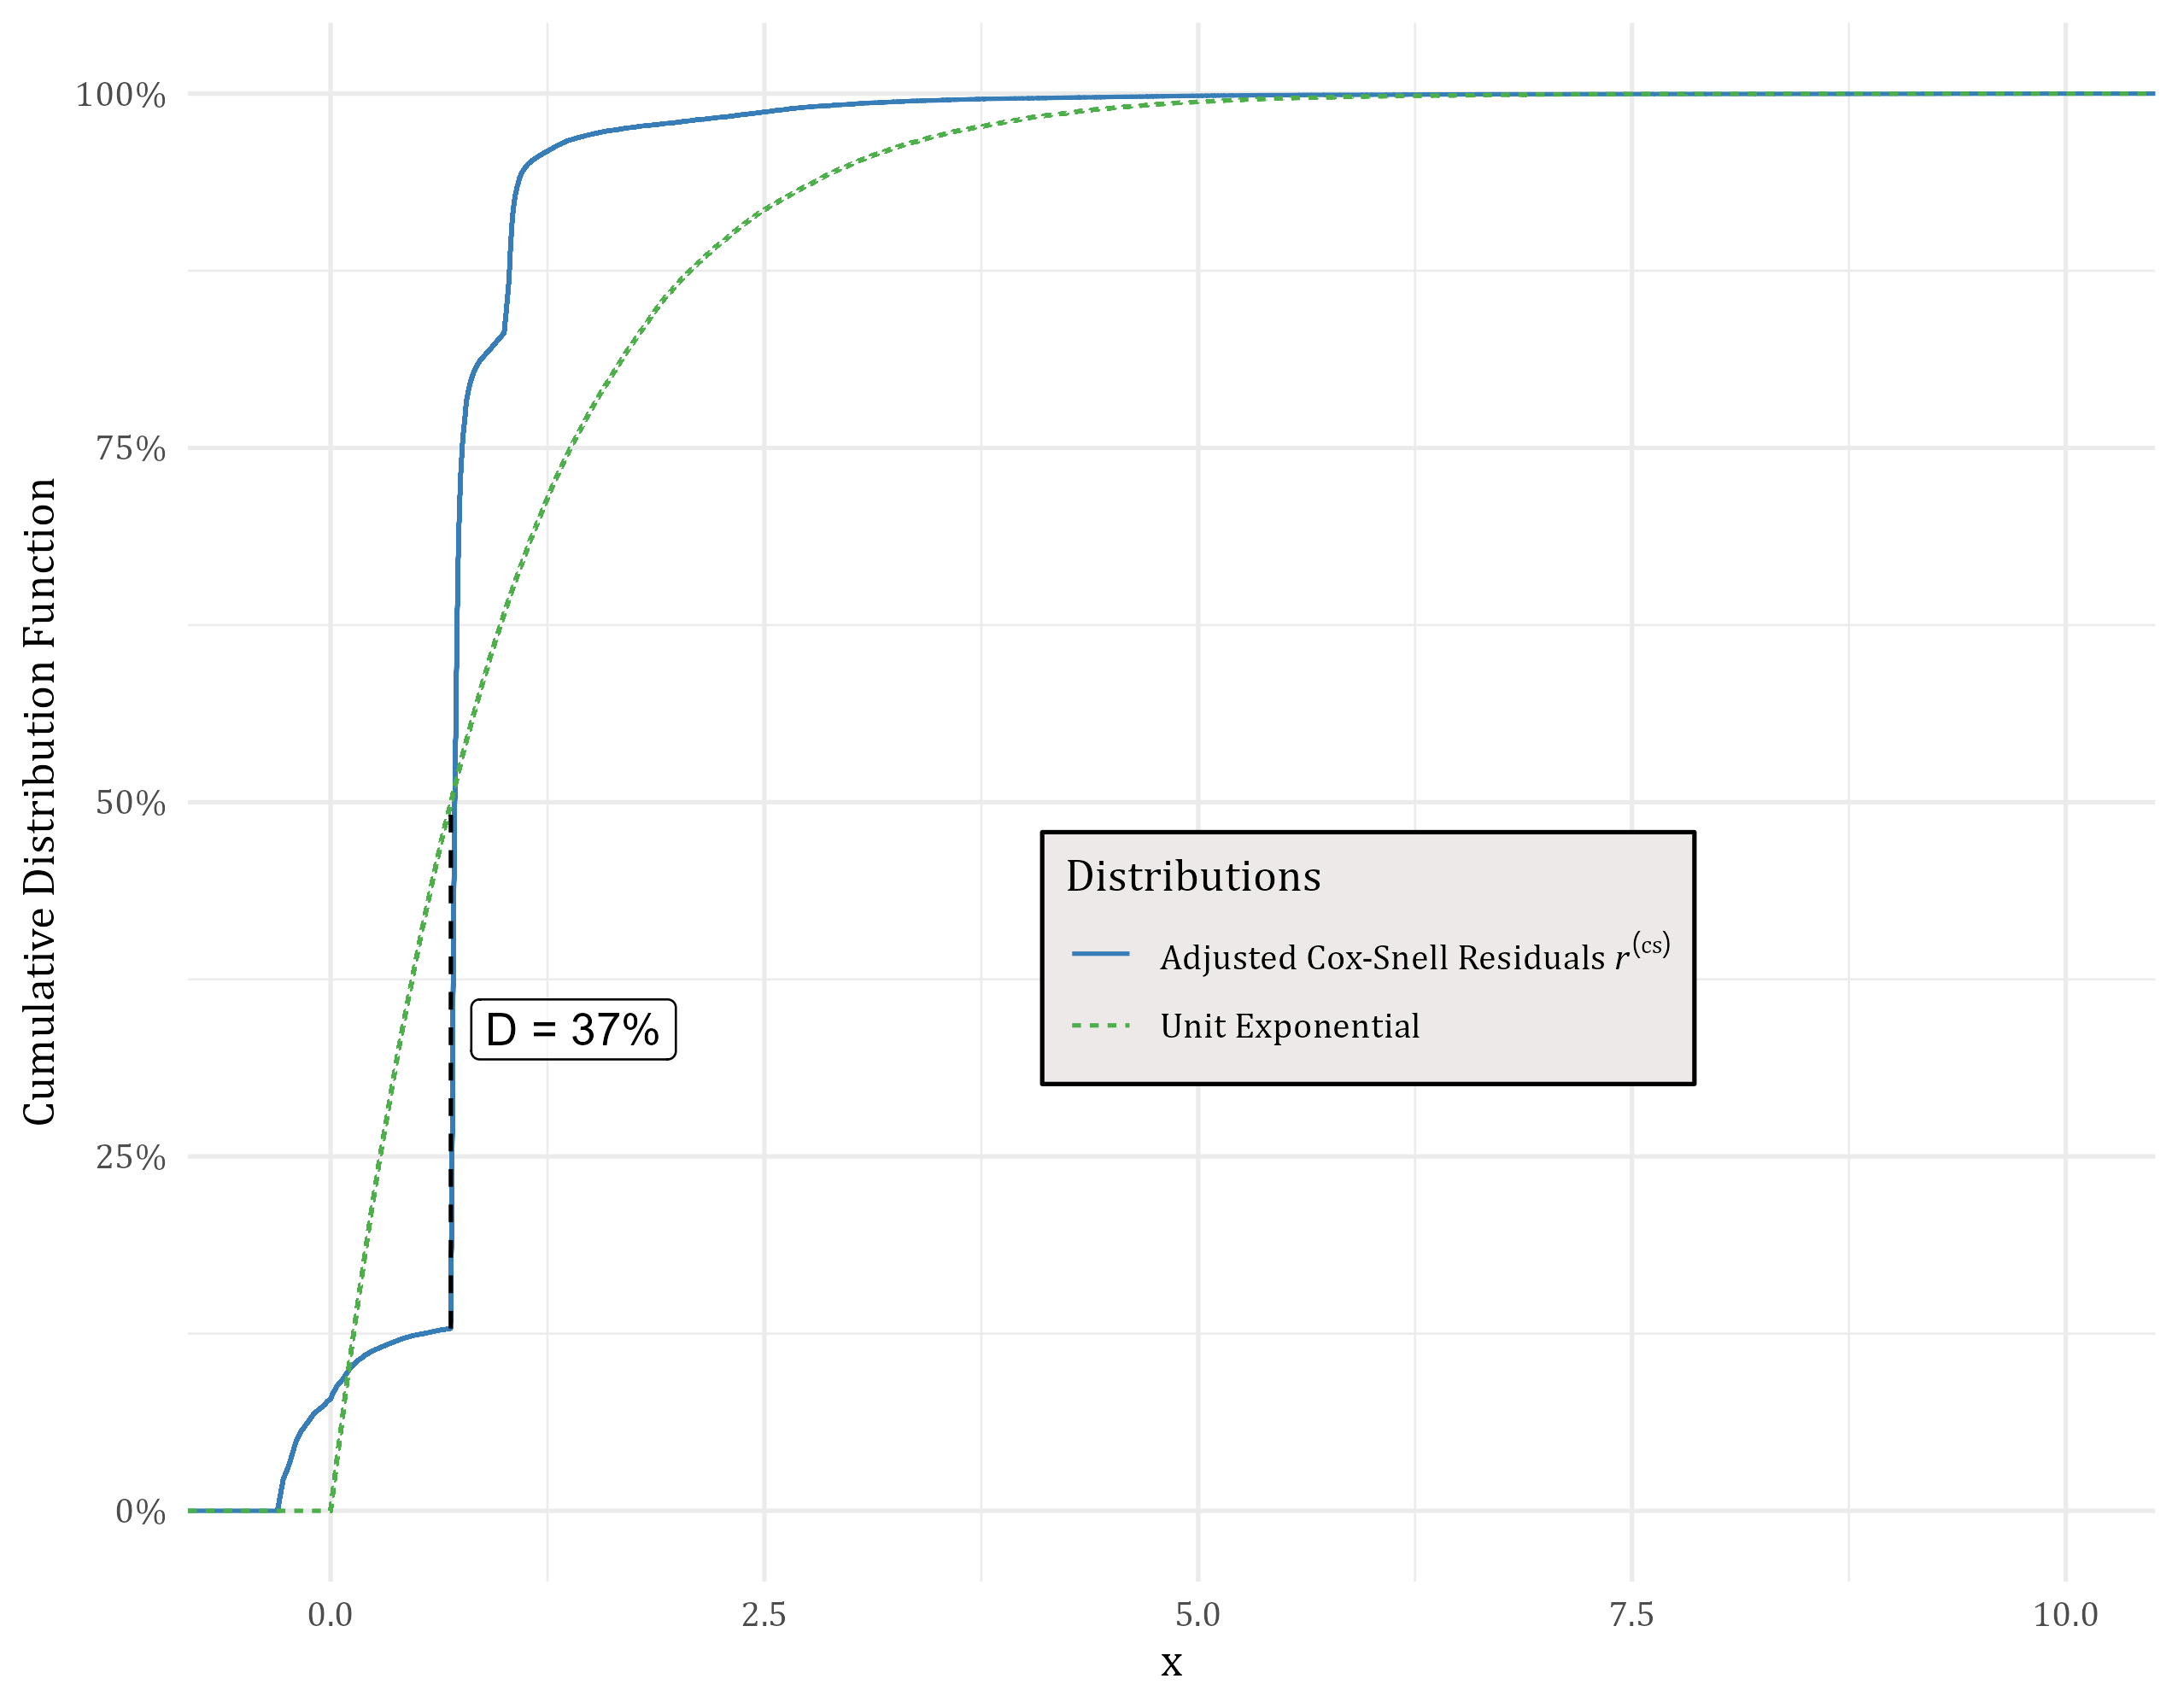 Cumulative Distribution Function
100%
75%
50%
25%
0%
D = 37%
Distributions
Adjusted Cox-Snell Residuals r^(cs)
Unit Exponential
0.0 2.5 5.0 7.5 10.0
x